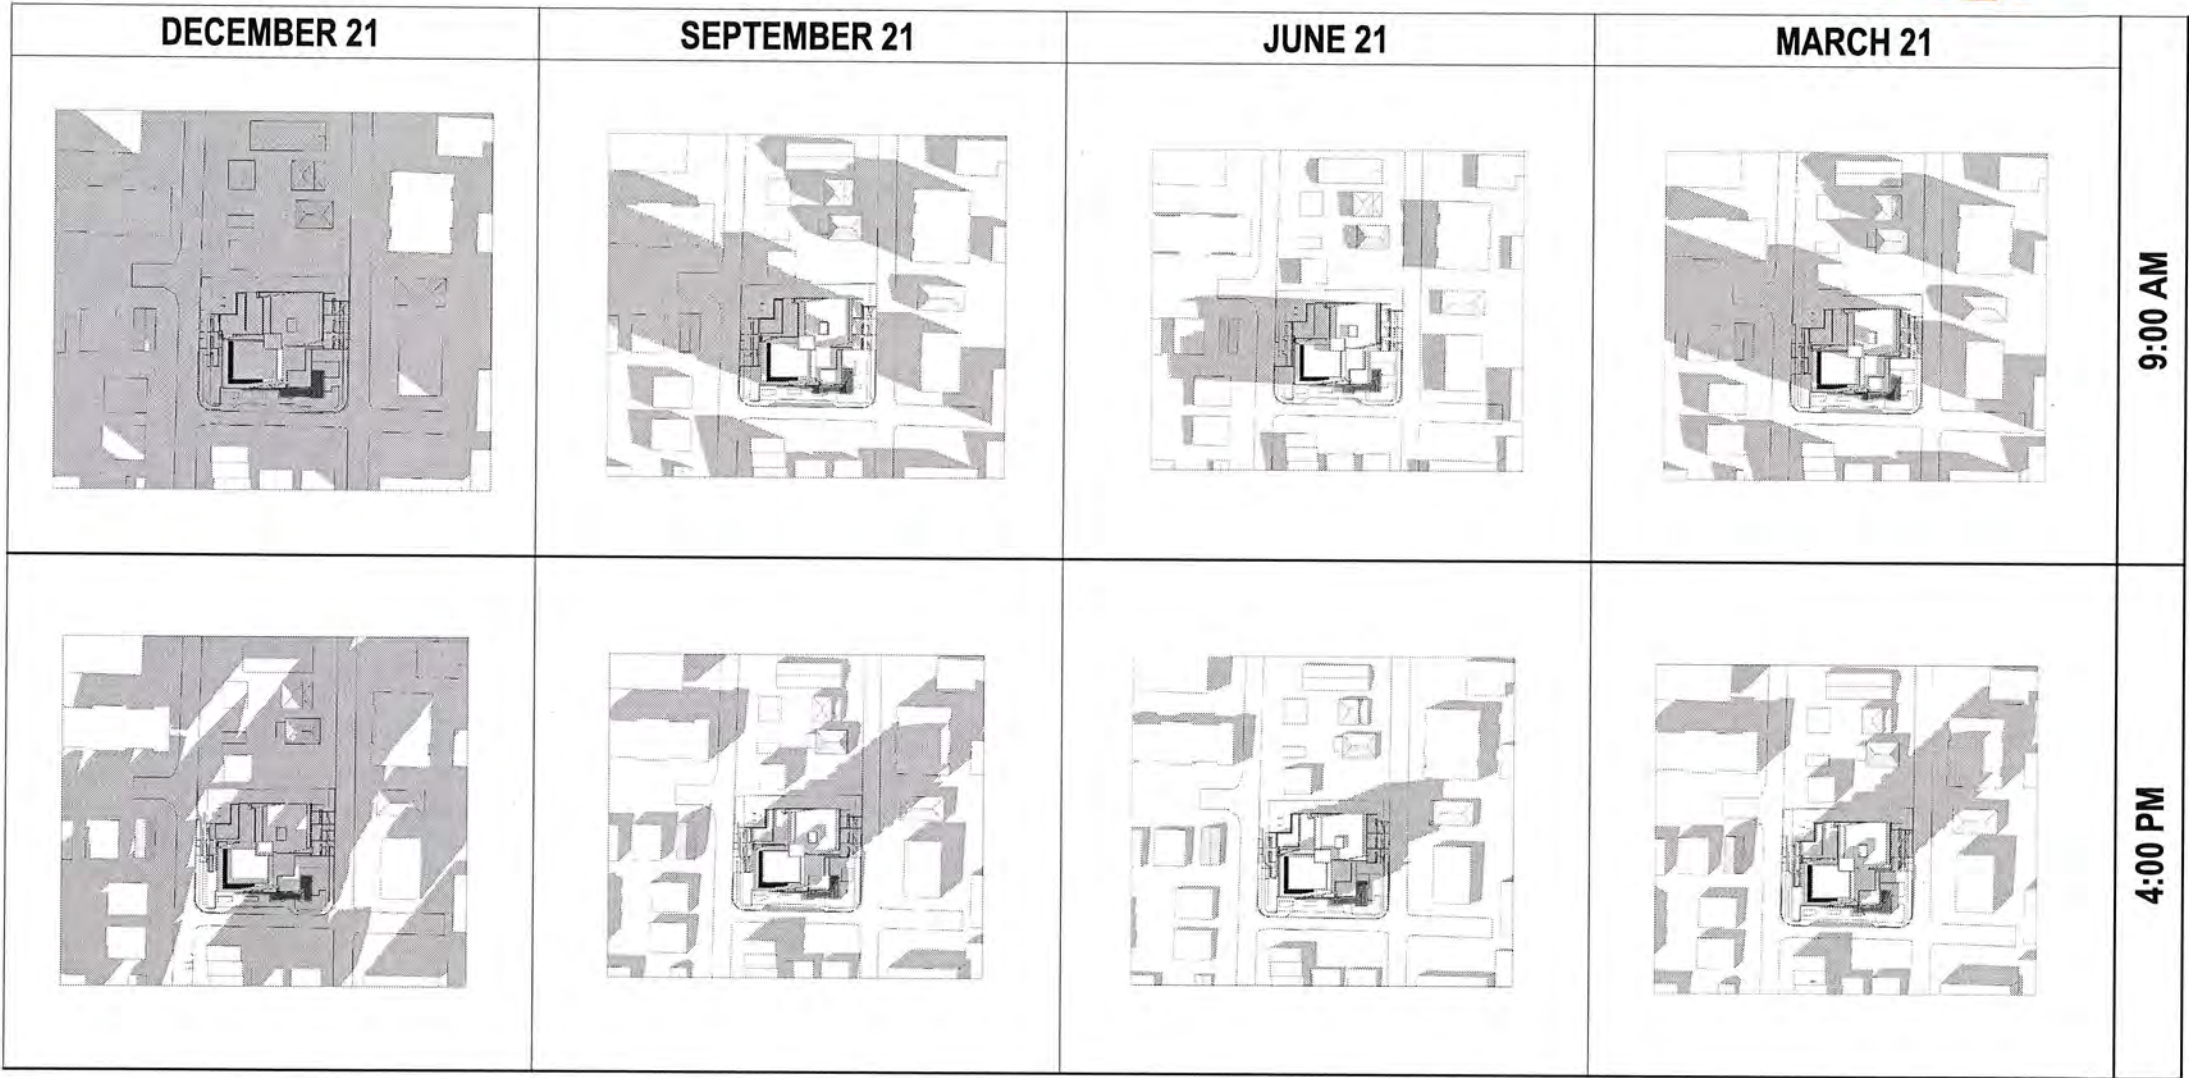 DECEMBER 21
SEPTEMBER 21
JUNE 21
MARCH 21
9:00 AM
4:00 PM